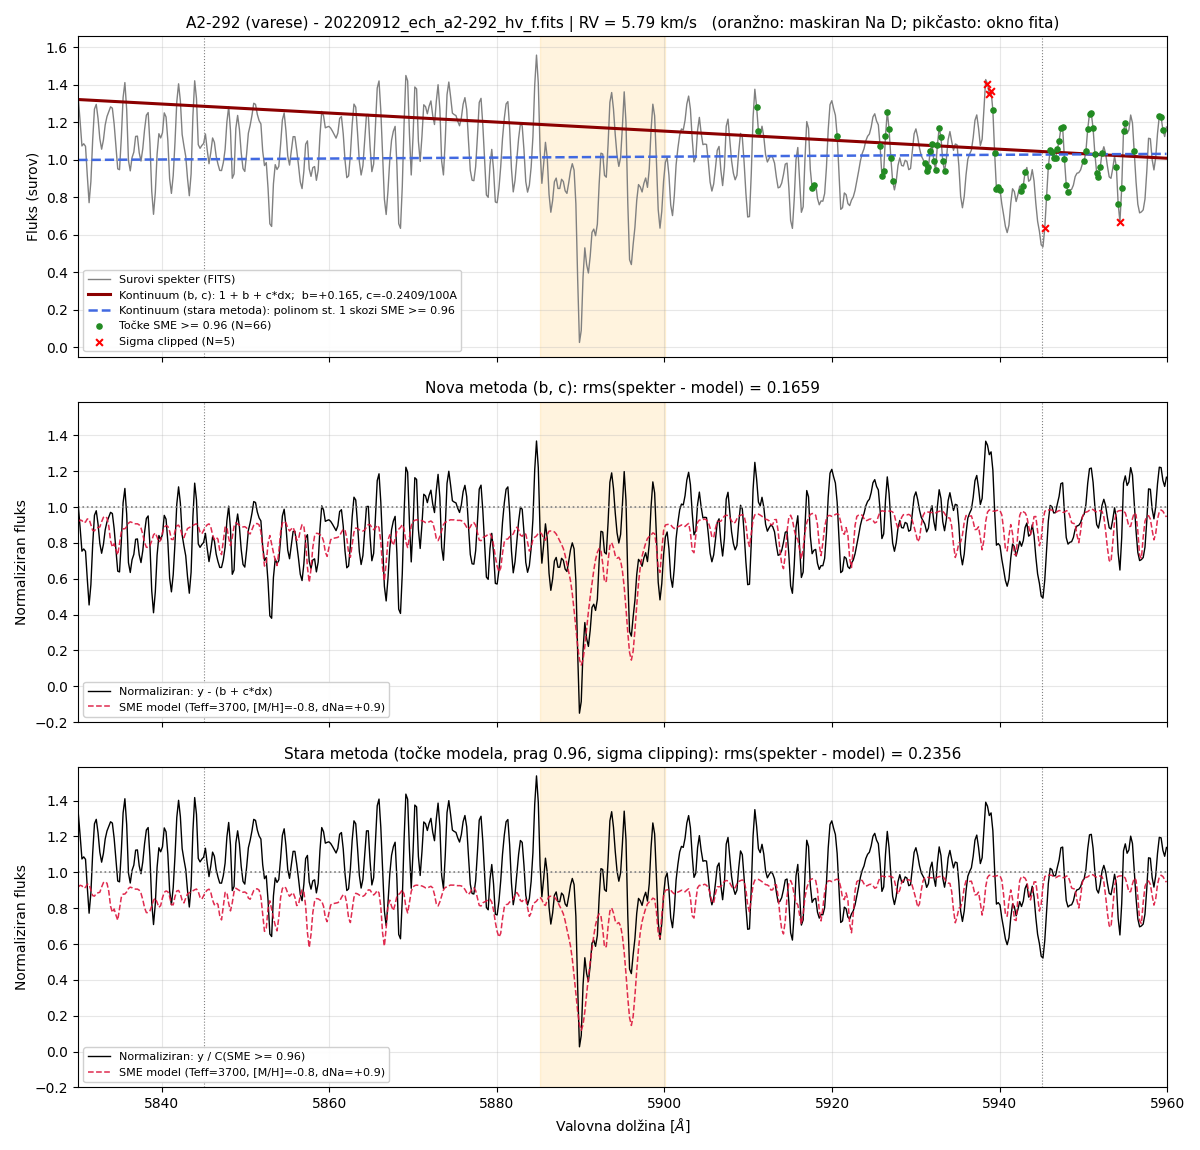 A2-292 (varese) - 20220912_ech_a2-292_hv_f.fits | RV = 5.79 km/s   (oranžno: maskiran Na D; pikčasto: okno fita)
1.6
1.4
1.2
1.0
0.8
0.6
0.4
0.2
0.0
Fluks (surov)
Surovi spekter (FITS)
Kontinuum (b, c): 1 + b + c*dx;  b=+0.165, c=-0.2409/100A
Kontinuum (stara metoda): polinom st. 1 skozi SME >= 0.96
Točke SME >= 0.96 (N=66)
Sigma clipped (N=5)
Nova metoda (b, c): rms(spekter - model) = 0.1659
1.4
1.2
1.0
0.8
0.6
0.4
0.2
0.0
−0.2
Normaliziran fluks
Normaliziran: y - (b + c*dx)
SME model (Teff=3700, [M/H]=-0.8, dNa=+0.9)
Stara metoda (točke modela, prag 0.96, sigma clipping): rms(spekter - model) = 0.2356
1.4
1.2
1.0
0.8
0.6
0.4
0.2
0.0
−0.2
Normaliziran fluks
Normaliziran: y / C(SME >= 0.96)
SME model (Teff=3700, [M/H]=-0.8, dNa=+0.9)
5840 5860 5880 5900 5920 5940 5960
Valovna dolžina [Å]